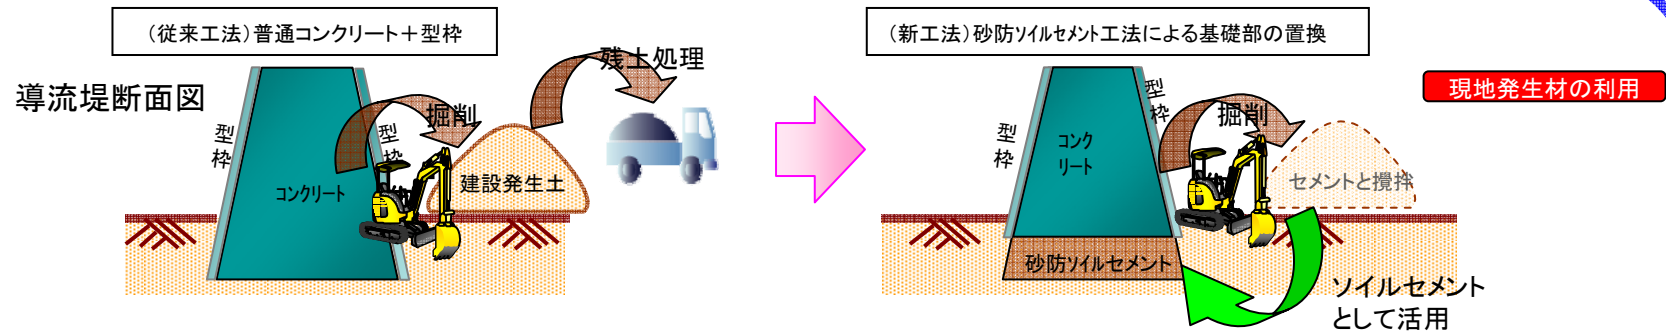 (従来工法)普通コンクリート＋型枠
導流堤断面図
型枠
コンクリート
型枠
掘削
建設発生土
残土処理
(新工法)砂防ソイルセメント工法による基礎部の置換
現地発生材の利用
型枠
コンク
リート
型枠
掘削
セメントと攪拌
砂防ソイルセメント
ソイルセメント
として活用